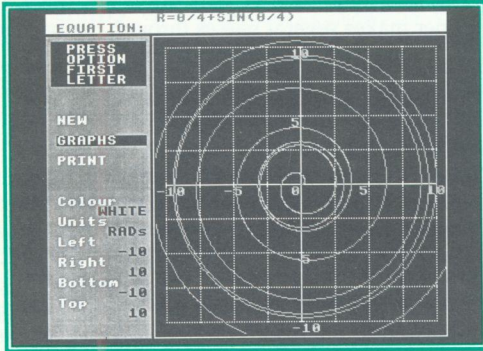 R=θ/4+SIN(θ/4)
EQUATION:
PRESS
OPTION
FIRST
LETTER
NEW
GRAPHS
PRINT
Colour
WHITE
Units
RADs
Left
-10
Right
10
Bottom
-10
Top
10
10
5
-10
-5
0
5
10
-5
-10